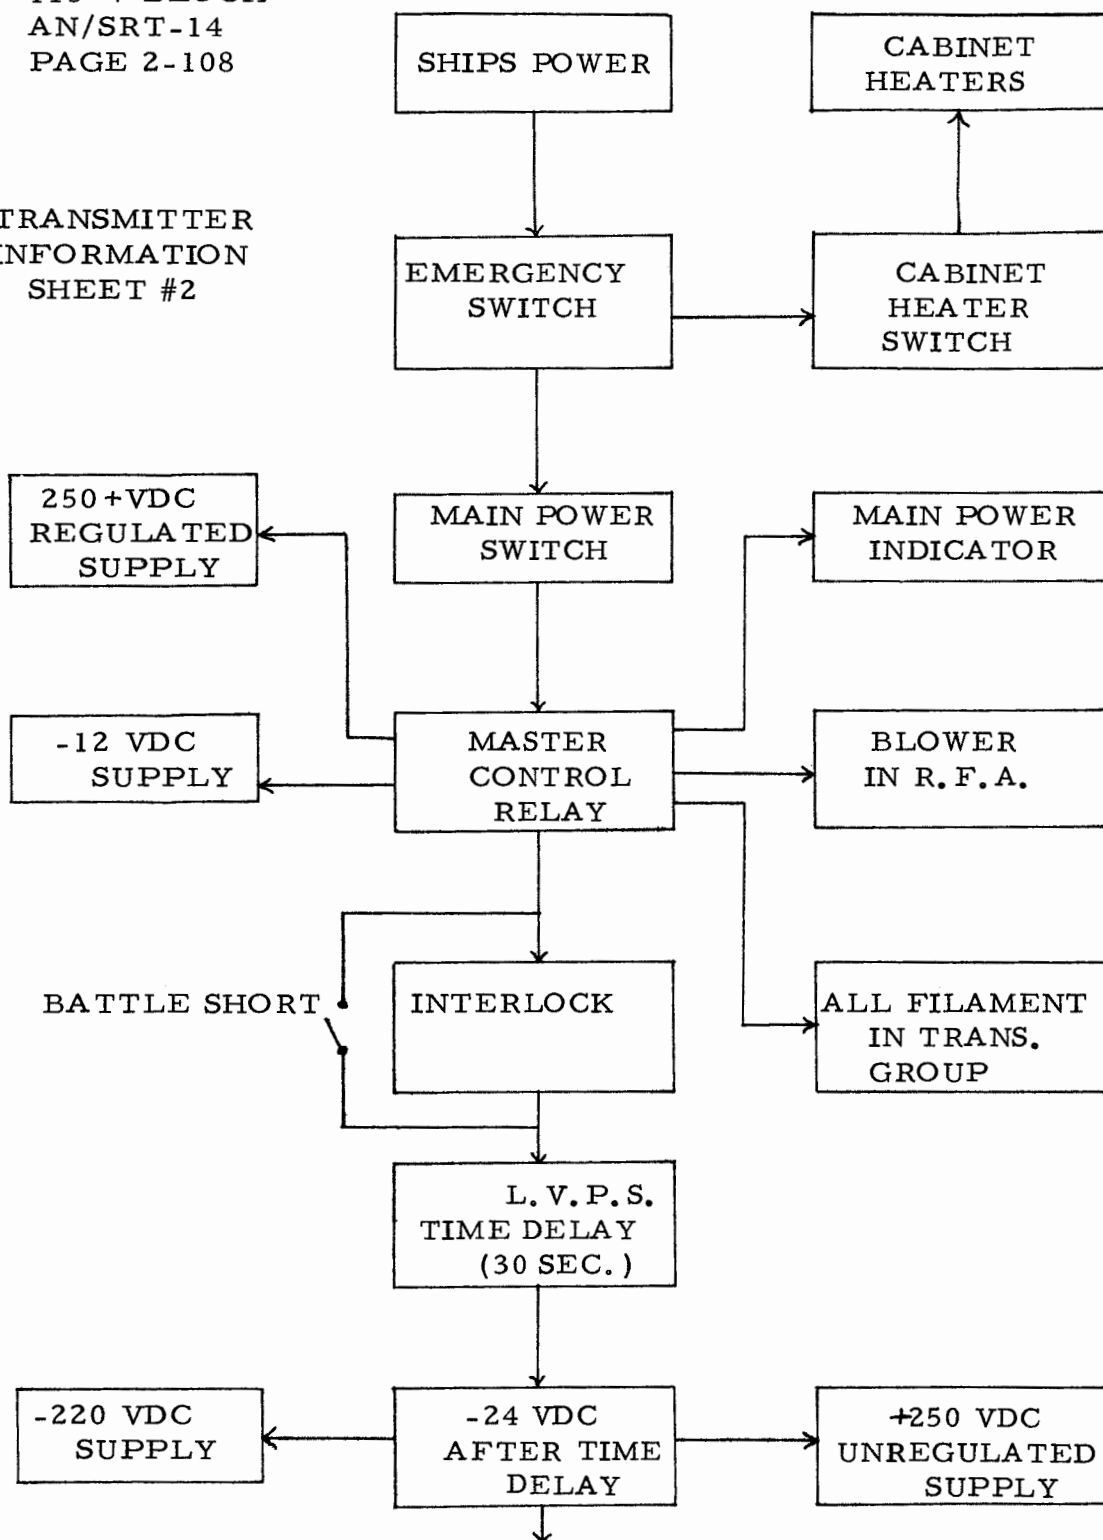 AN/SRT-14
PAGE 2-108
SHIPS POWER
CABINET
HEATERS
TRANSMITTER
INFORMATION
SHEET #2
EMERGENCY
SWITCH
CABINET
HEATER
SWITCH
250+VDC
REGULATED
SUPPLY
MAIN POWER
SWITCH
MAIN POWER
INDICATOR
-12 VDC
SUPPLY
MASTER
CONTROL
RELAY
BLOWER
IN R.F.A.
BATTLE SHORT
INTERLOCK
ALL FILAMENT
IN TRANS.
GROUP
L.V.P.S.
TIME DELAY
(30 SEC.)
-220 VDC
SUPPLY
-24 VDC
AFTER TIME
DELAY
+250 VDC
UNREGULATED
SUPPLY